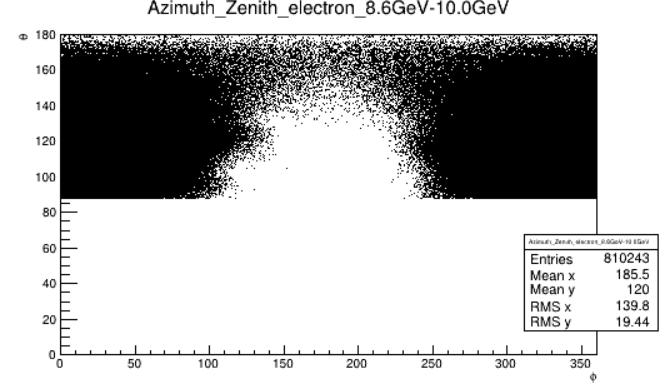 Azimuth_Zenith_electron_8.6GeV-10.0GeV
θ
180
160
140
120
100
80
60
40
20
0
0 50 100 150 200 250 300 350
ϕ
Azimuth_Zenith_electron_8.6GeV-10.0GeV
Entries 810243
Mean x 185.5
Mean y 120
RMS x 139.8
RMS y 19.44